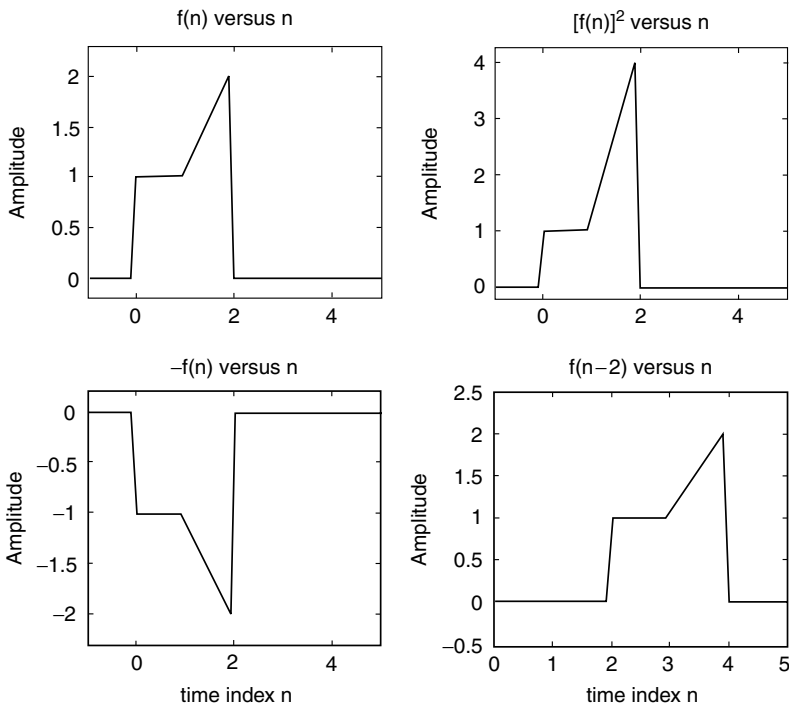 f(n) versus n
Amplitude
2
1.5
1
0.5
0
0 2 4
[f(n)]² versus n
Amplitude
4
3
2
1
0
0 2 4
−f(n) versus n
Amplitude
0
−0.5
−1
−1.5
−2
0 2 4
time index n
f(n−2) versus n
Amplitude
2.5
2
1.5
1
0.5
0
−0.5
0 1 2 3 4 5
time index n